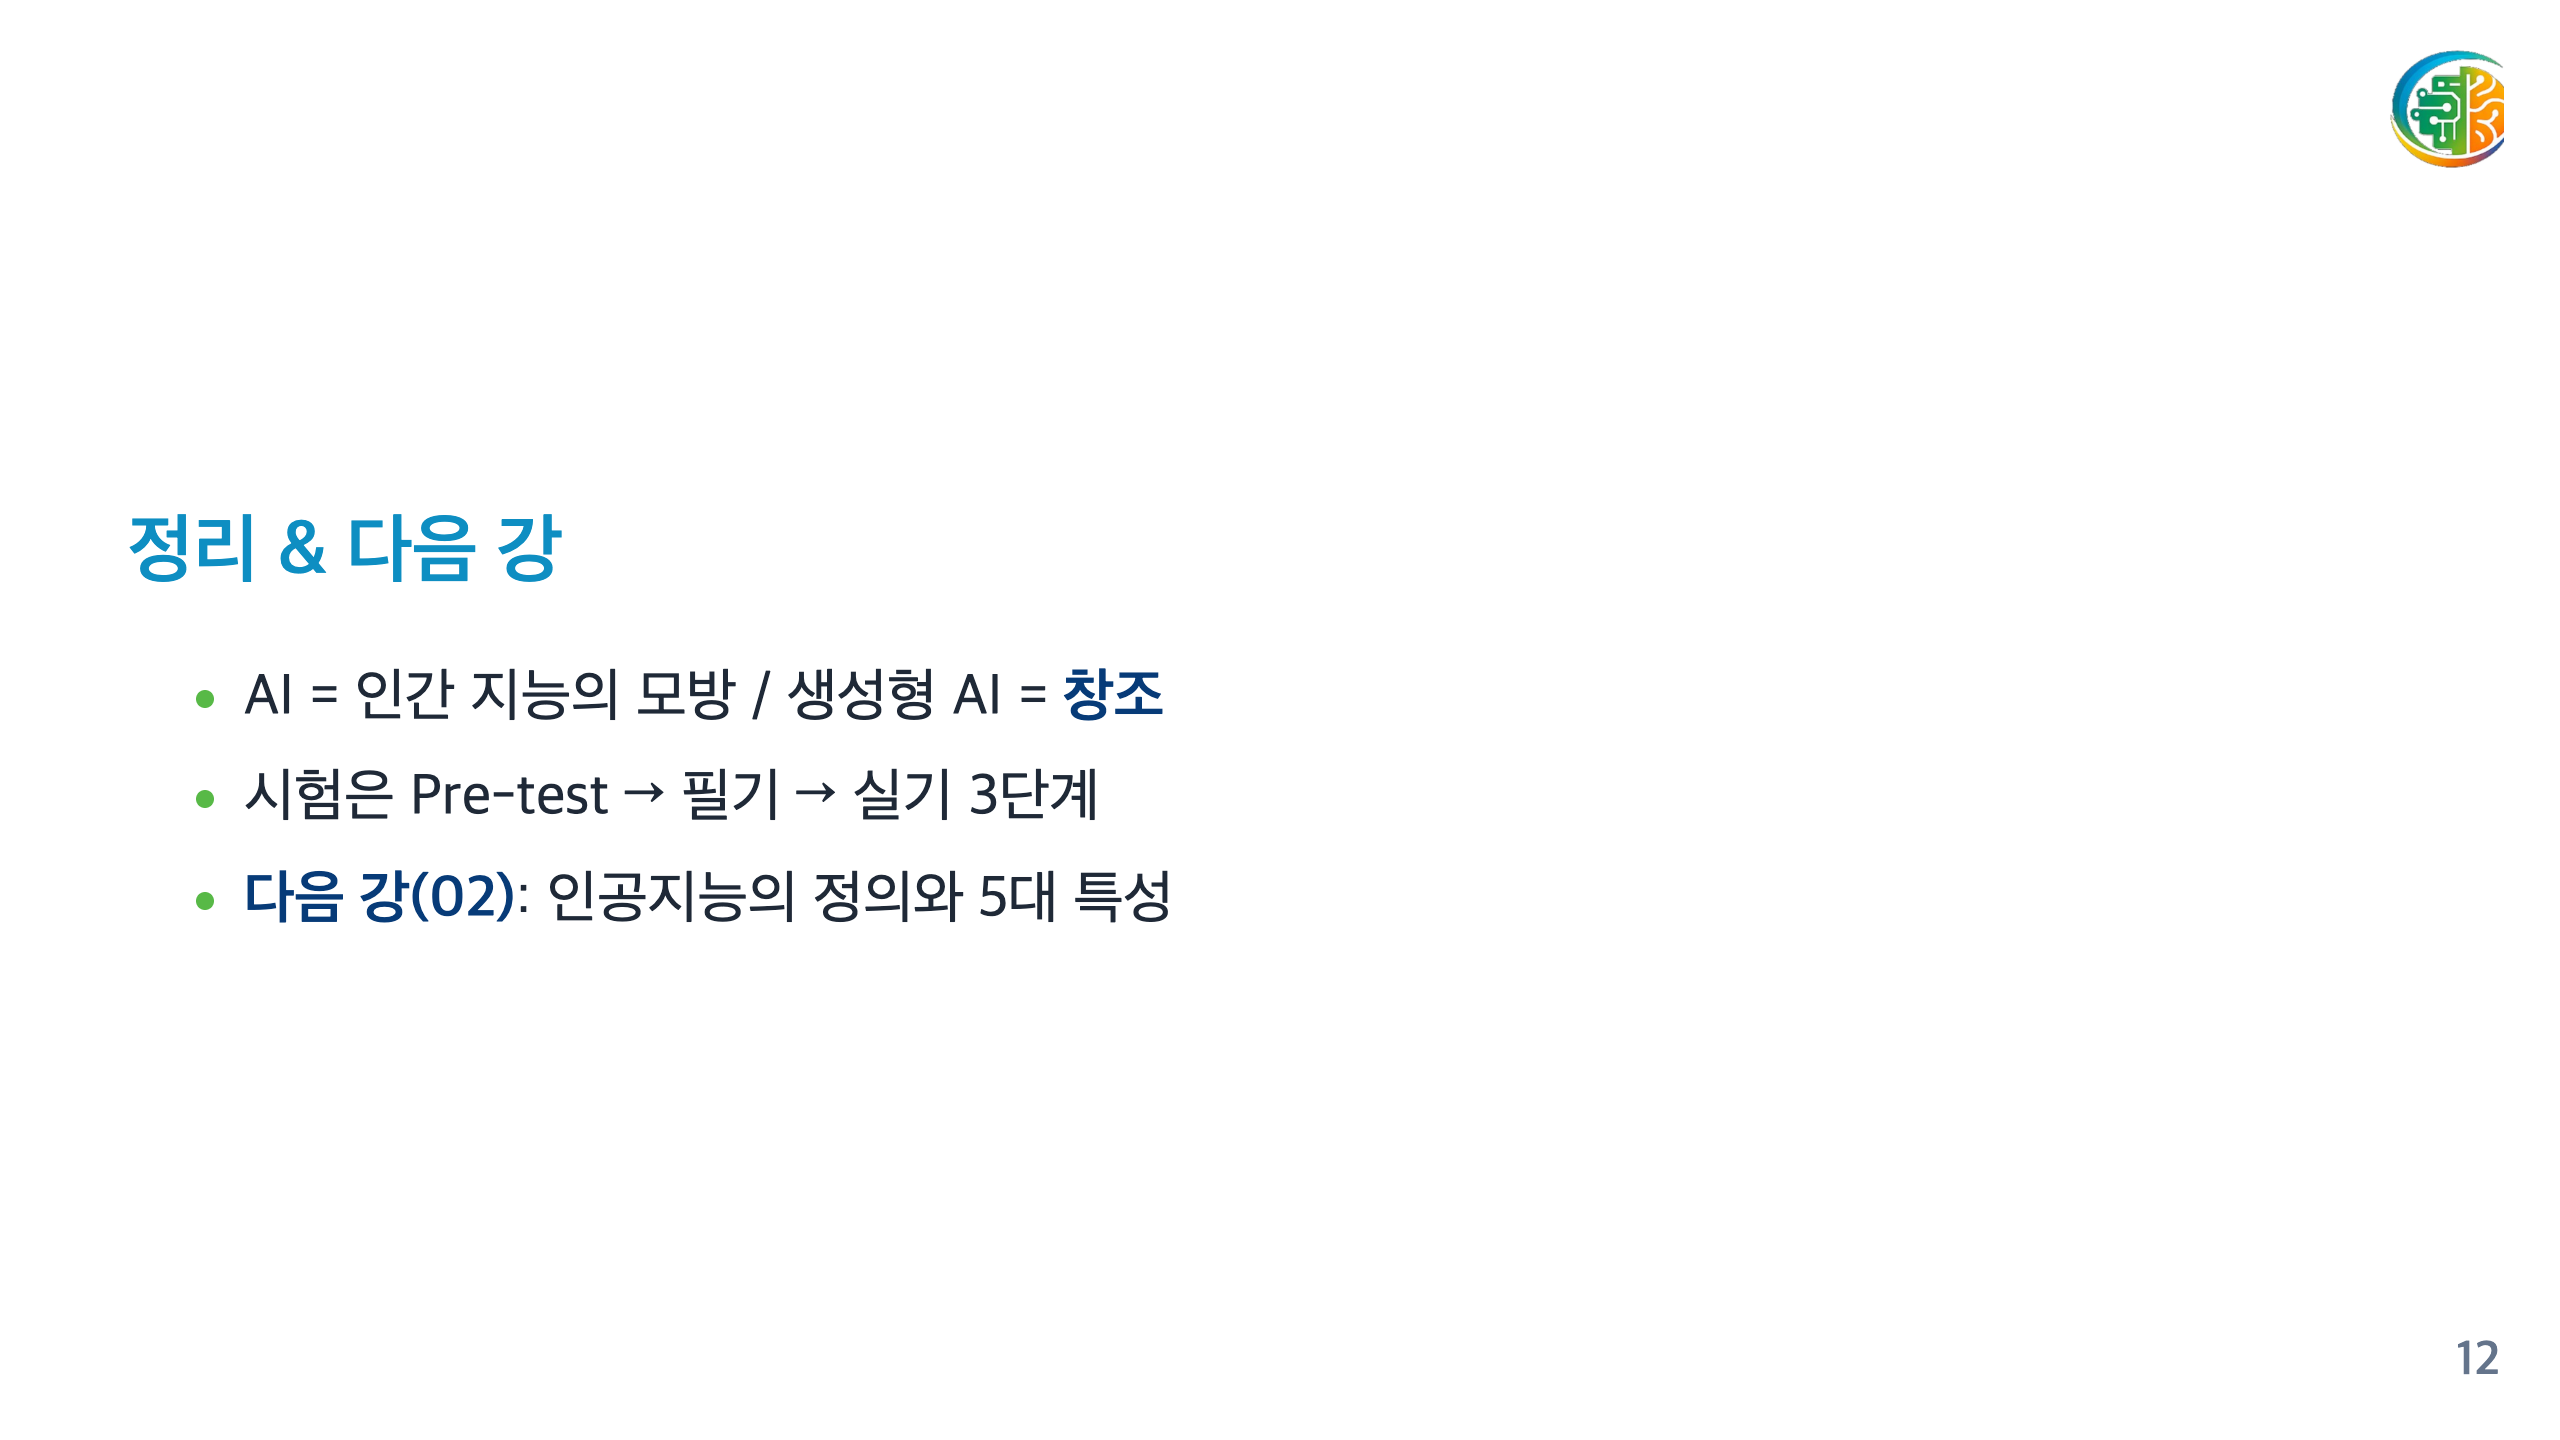 정리 & 다음 강
• AI = 인간 지능의 모방 / 생성형 AI = 창조
• 시험은 Pre-test → 필기 → 실기 3단계
• 다음 강(02): 인공지능의 정의와 5대 특성
12